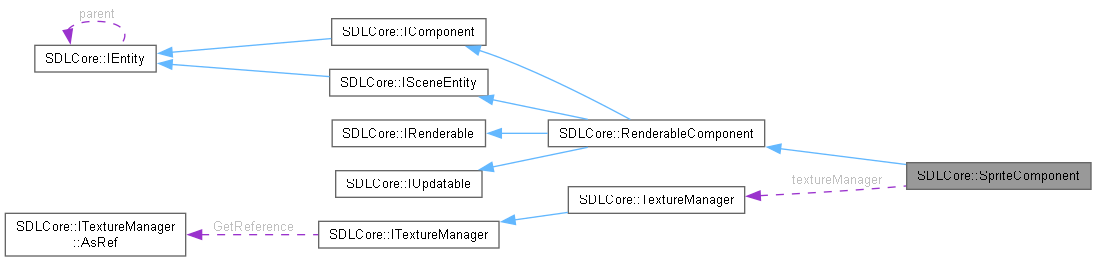 parent
SDLCore::IEntity
SDLCore::IComponent
SDLCore::ISceneEntity
SDLCore::IRenderable
SDLCore::RenderableComponent
SDLCore::IUpdatable
SDLCore::SpriteComponent
textureManager
SDLCore::TextureManager
SDLCore::ITextureManager
::AsRef
GetReference
SDLCore::ITextureManager